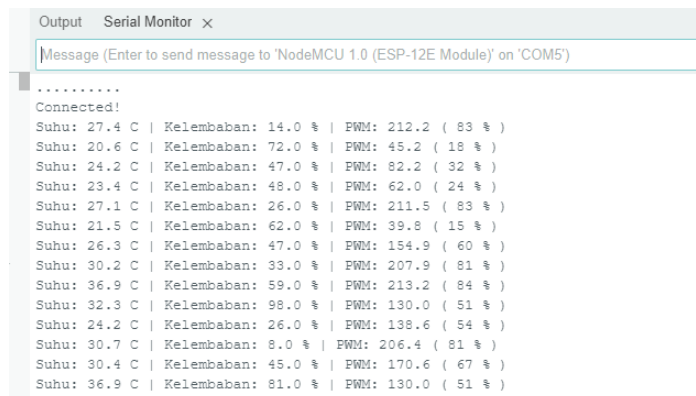 Output Serial Monitor ×
Message (Enter to send message to 'NodeMCU 1.0 (ESP-12E Module)' on 'COM5')
..........
Connected!
Suhu: 27.4 C | Kelembaban: 14.0 % | PWM: 212.2 ( 83 % )
Suhu: 20.6 C | Kelembaban: 72.0 % | PWM: 45.2 ( 18 % )
Suhu: 24.2 C | Kelembaban: 47.0 % | PWM: 82.2 ( 32 % )
Suhu: 23.4 C | Kelembaban: 48.0 % | PWM: 62.0 ( 24 % )
Suhu: 27.1 C | Kelembaban: 26.0 % | PWM: 211.5 ( 83 % )
Suhu: 21.5 C | Kelembaban: 62.0 % | PWM: 39.8 ( 15 % )
Suhu: 26.3 C | Kelembaban: 47.0 % | PWM: 154.9 ( 60 % )
Suhu: 30.2 C | Kelembaban: 33.0 % | PWM: 207.9 ( 81 % )
Suhu: 36.9 C | Kelembaban: 59.0 % | PWM: 213.2 ( 84 % )
Suhu: 32.3 C | Kelembaban: 98.0 % | PWM: 130.0 ( 51 % )
Suhu: 24.2 C | Kelembaban: 26.0 % | PWM: 138.6 ( 54 % )
Suhu: 30.7 C | Kelembaban: 8.0 % | PWM: 206.4 ( 81 % )
Suhu: 30.4 C | Kelembaban: 45.0 % | PWM: 170.6 ( 67 % )
Suhu: 36.9 C | Kelembaban: 81.0 % | PWM: 130.0 ( 51 % )